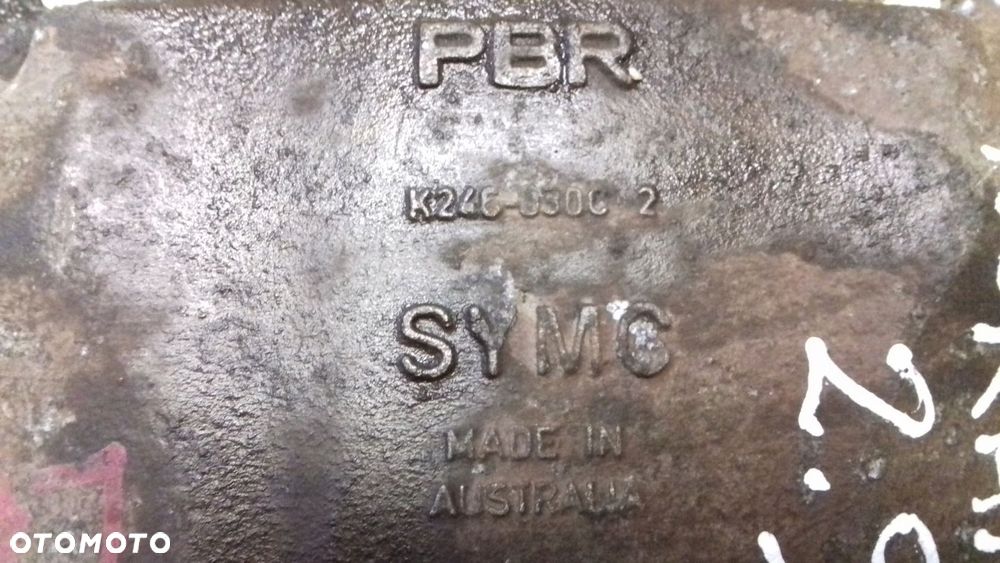 PBR
K246-030C 2
SYMC
MADE IN
AUSTRALIA
OTOMOTO